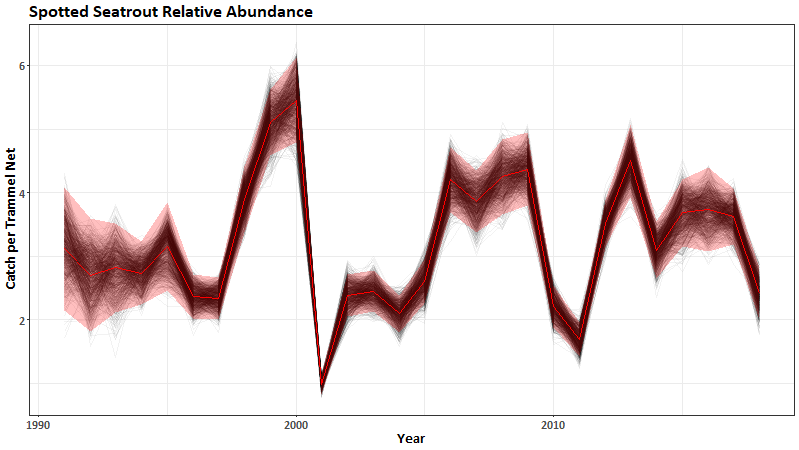 Spotted Seatrout Relative Abundance
Catch per Trammel Net
6
4
2
1990
2000
2010
Year